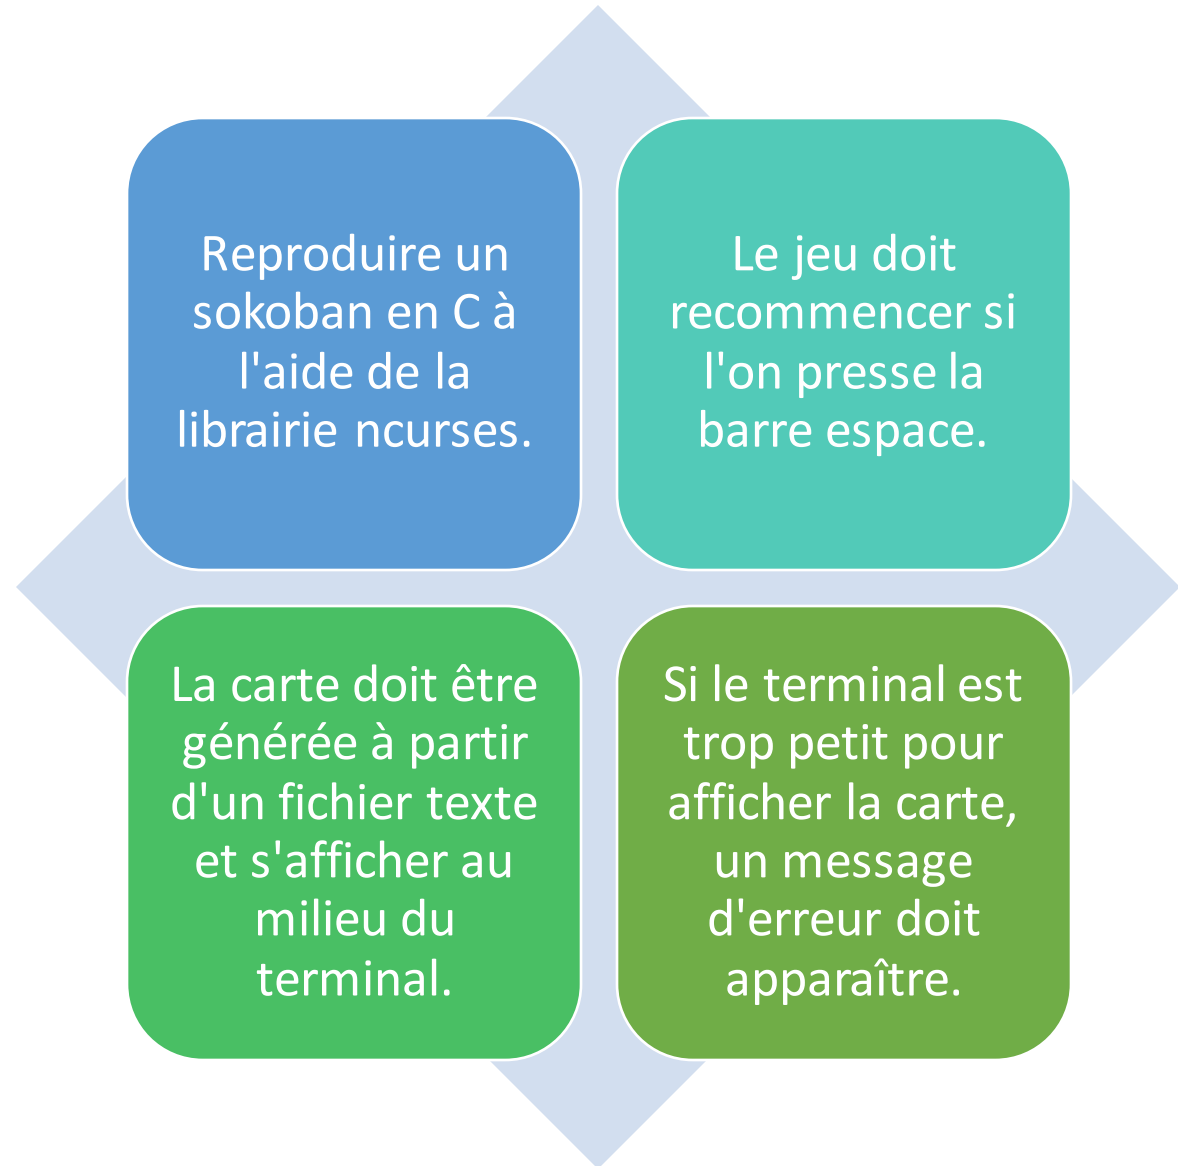 Reproduire un
sokoban en C à
l'aide de la
librairie ncurses.
Le jeu doit
recommencer si
l'on presse la
barre espace.
La carte doit être
générée à partir
d'un fichier texte
et s'afficher au
milieu du
terminal.
Si le terminal est
trop petit pour
afficher la carte,
un message
d'erreur doit
apparaître.